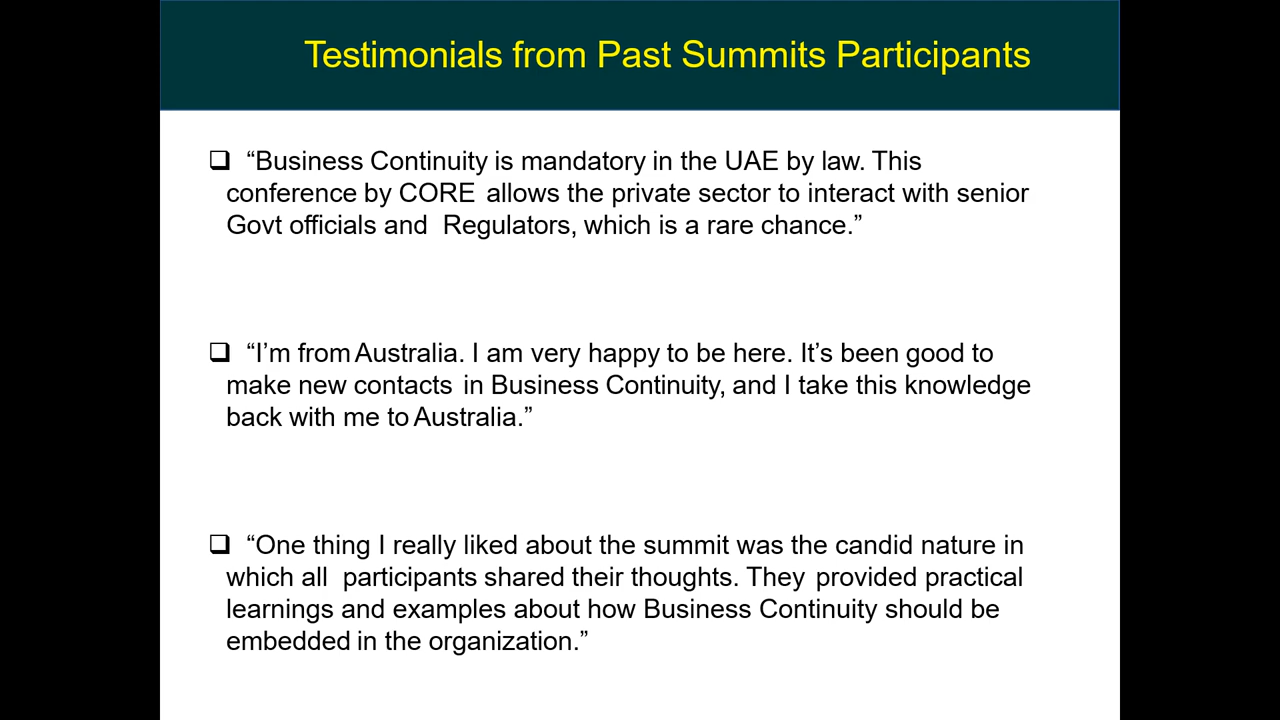 Testimonials from Past Summits Participants
❑ “Business Continuity is mandatory in the UAE by law. This
conference by CORE allows the private sector to interact with senior
Govt officials and Regulators, which is a rare chance.”
❑ “I’m from Australia. I am very happy to be here. It’s been good to
make new contacts in Business Continuity, and I take this knowledge
back with me to Australia.”
❑ “One thing I really liked about the summit was the candid nature in
which all participants shared their thoughts. They provided practical
learnings and examples about how Business Continuity should be
embedded in the organization.”